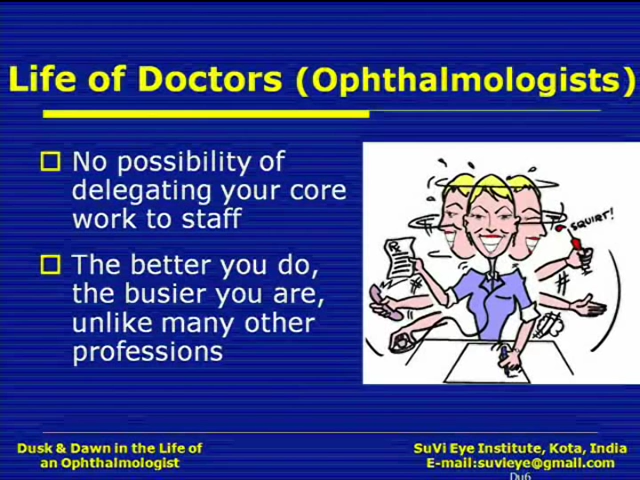 Life of Doctors (Ophthalmologists)
No possibility of
delegating your core
work to staff
The better you do,
the busier you are,
unlike many other
professions
Rx
SQUIRT!
Dusk & Dawn in the Life of
an Ophthalmologist
SuVi Eye Institute, Kota, India
E-mail:suvieye@gmail.com
Du6